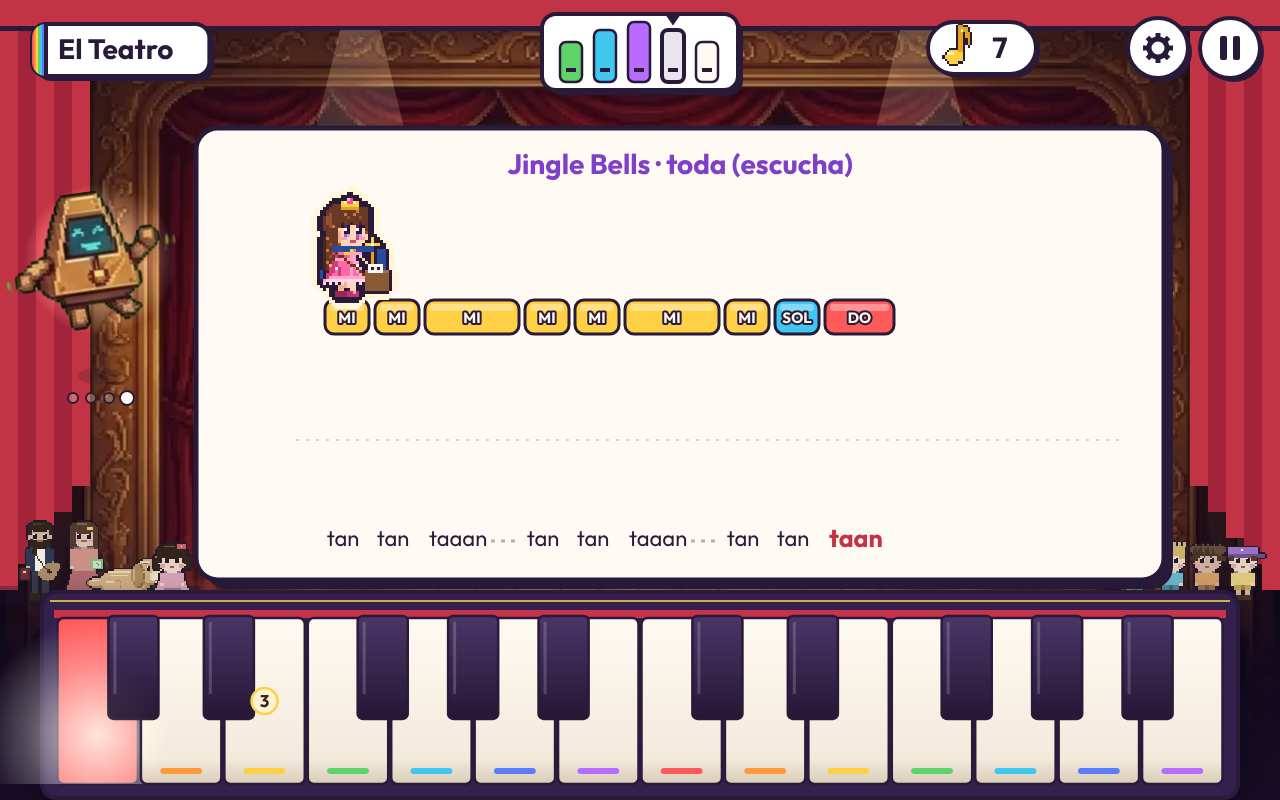 El Teatro
7
Jingle Bells · toda (escucha)
MI MI MI MI MI MI MI SOL DO
tan tan taaan tan tan taaan tan tan taan
3